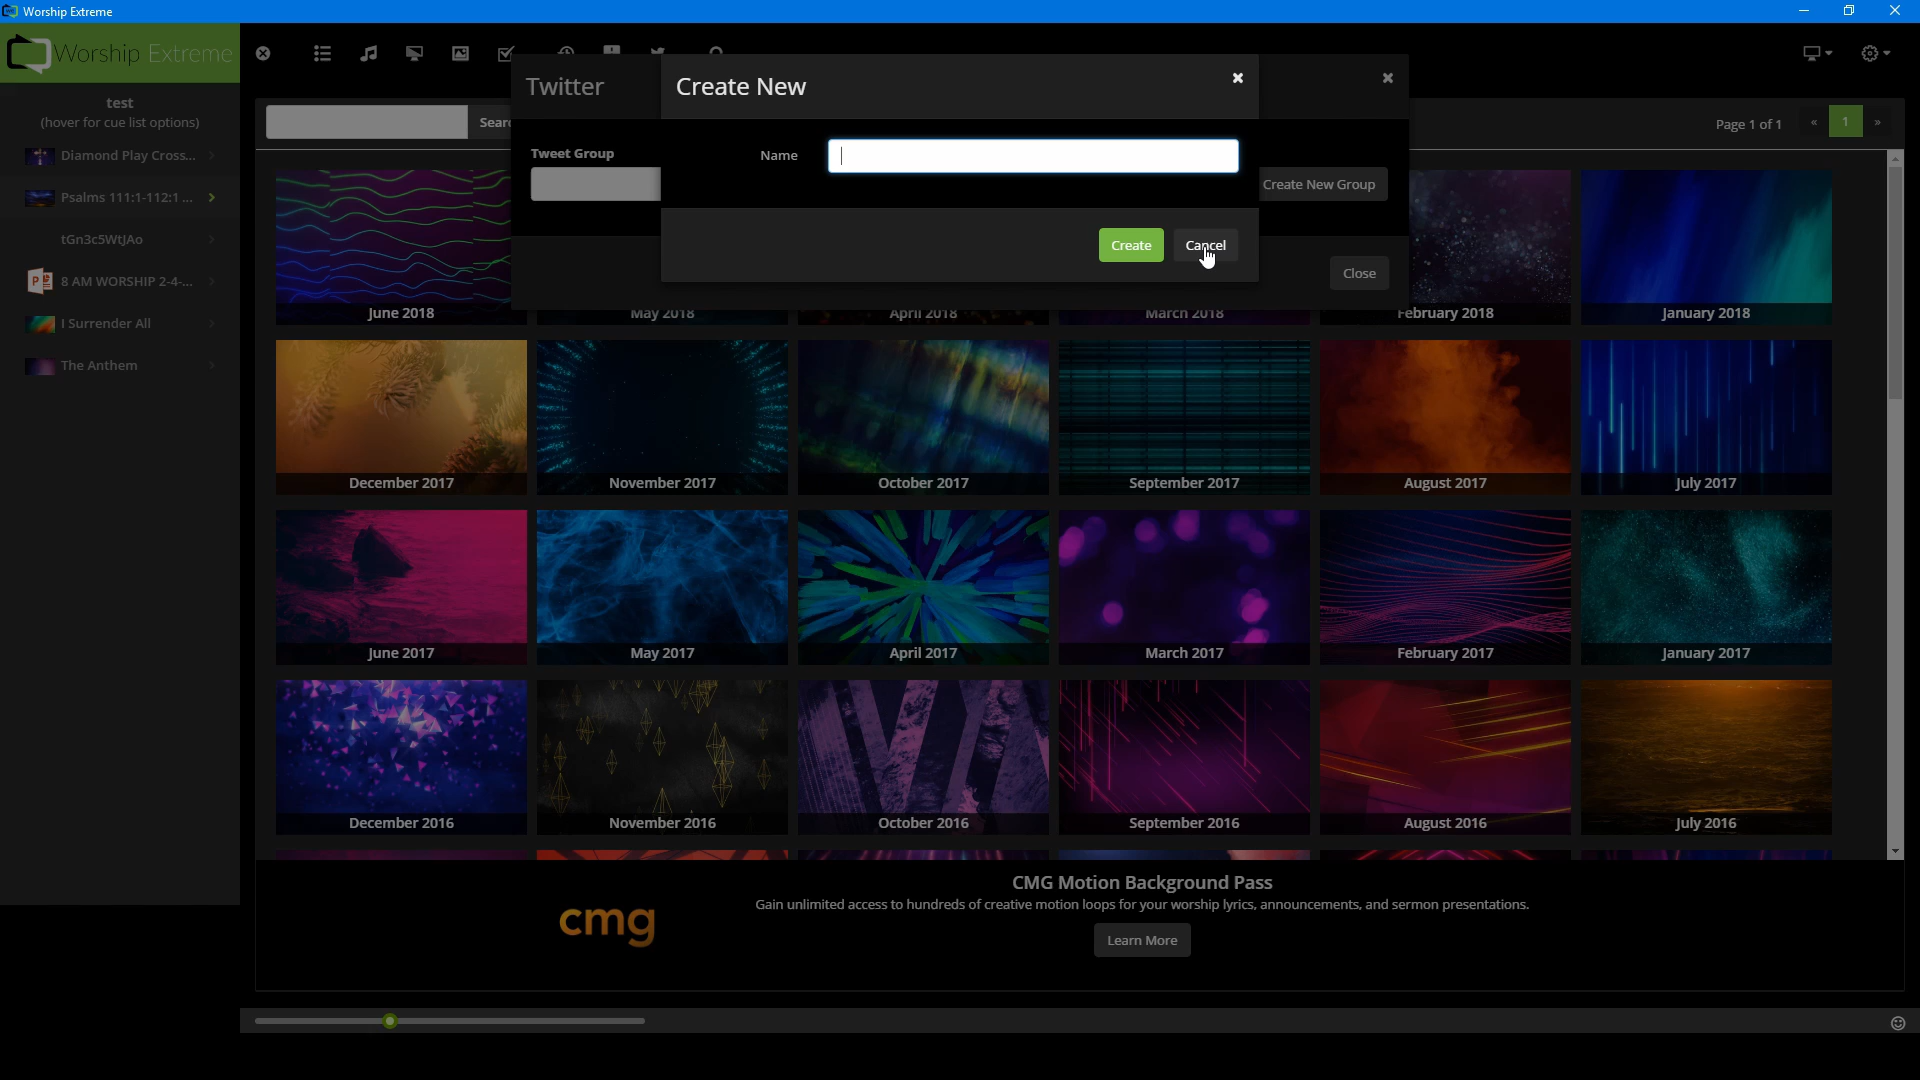 Worship Extreme
Worship Extreme
test
(hover for cue list options)
Diamond Play Cross...
Psalms 111:1-112:1 ...
tGn3c5WtJAo
8 AM WORSHIP 2-4-...
I Surrender All
The Anthem
Twitter
Create New
Page 1 of 1
«
1
»
Tweet Group
Name
Create New Group
Create
Cancel
Close
June 2018
May 2018
April 2018
March 2018
February 2018
January 2018
December 2017
November 2017
October 2017
September 2017
August 2017
July 2017
June 2017
May 2017
April 2017
March 2017
February 2017
January 2017
December 2016
November 2016
October 2016
September 2016
August 2016
July 2016
cmg
CMG Motion Background Pass
Gain unlimited access to hundreds of creative motion loops for your worship lyrics, announcements, and sermon presentations.
Learn More